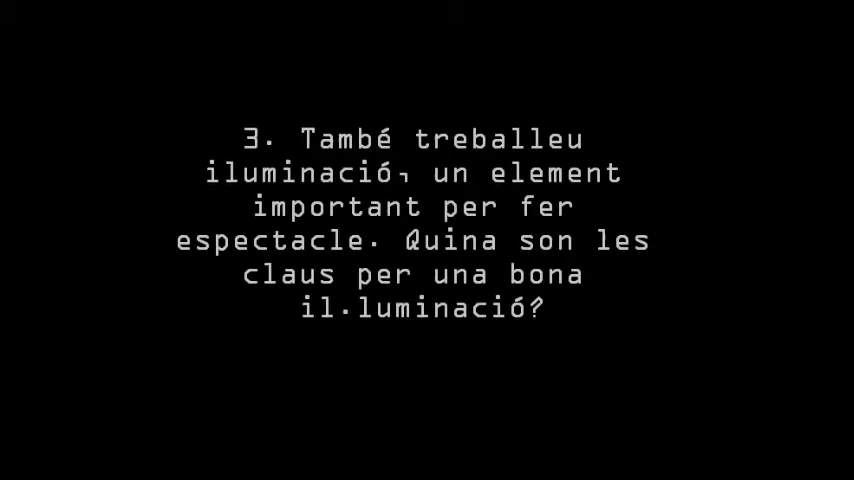 3. També treballeu
iluminació, un element
important per fer
espectacle. Quina son les
claus per una bona
il.luminació?